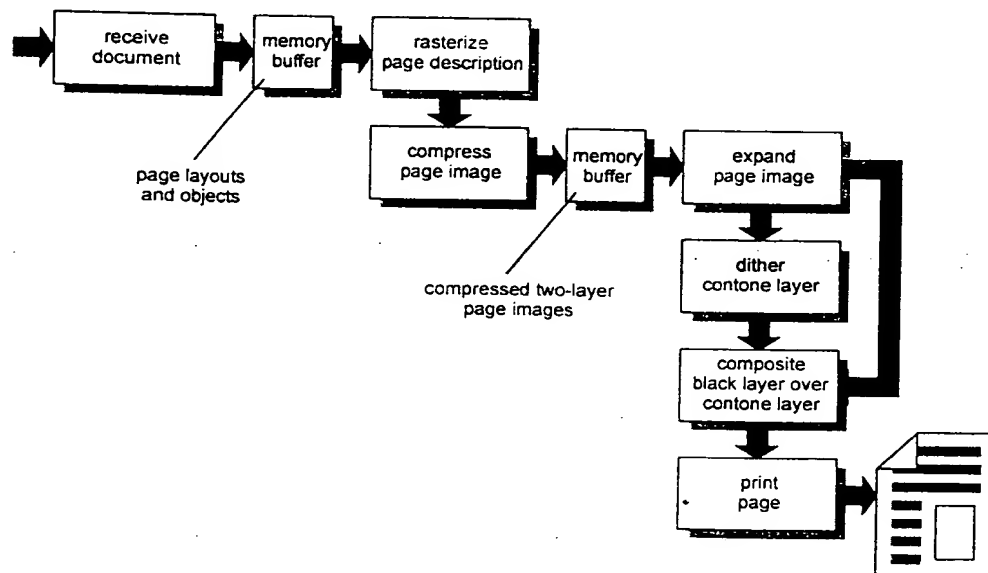 receive
document
memory
buffer
rasterize
page description
compress
page image
memory
buffer
expand
page image
page layouts
and objects
compressed two-layer
page images
dither
contone layer
composite
black layer over
contone layer
print
page